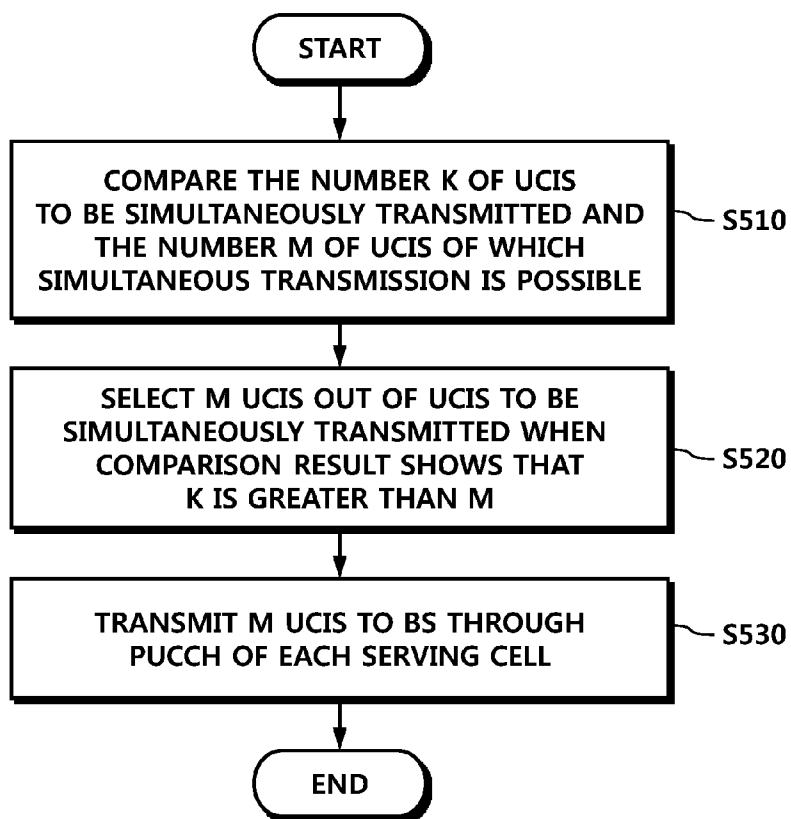 START
COMPARE THE NUMBER K OF UCIS
TO BE SIMULTANEOUSLY TRANSMITTED AND
THE NUMBER M OF UCIS OF WHICH
SIMULTANEOUS TRANSMISSION IS POSSIBLE
S510
SELECT M UCIS OUT OF UCIS TO BE
SIMULTANEOUSLY TRANSMITTED WHEN
COMPARISON RESULT SHOWS THAT
K IS GREATER THAN M
S520
TRANSMIT M UCIS TO BS THROUGH
PUCCH OF EACH SERVING CELL
S530
END